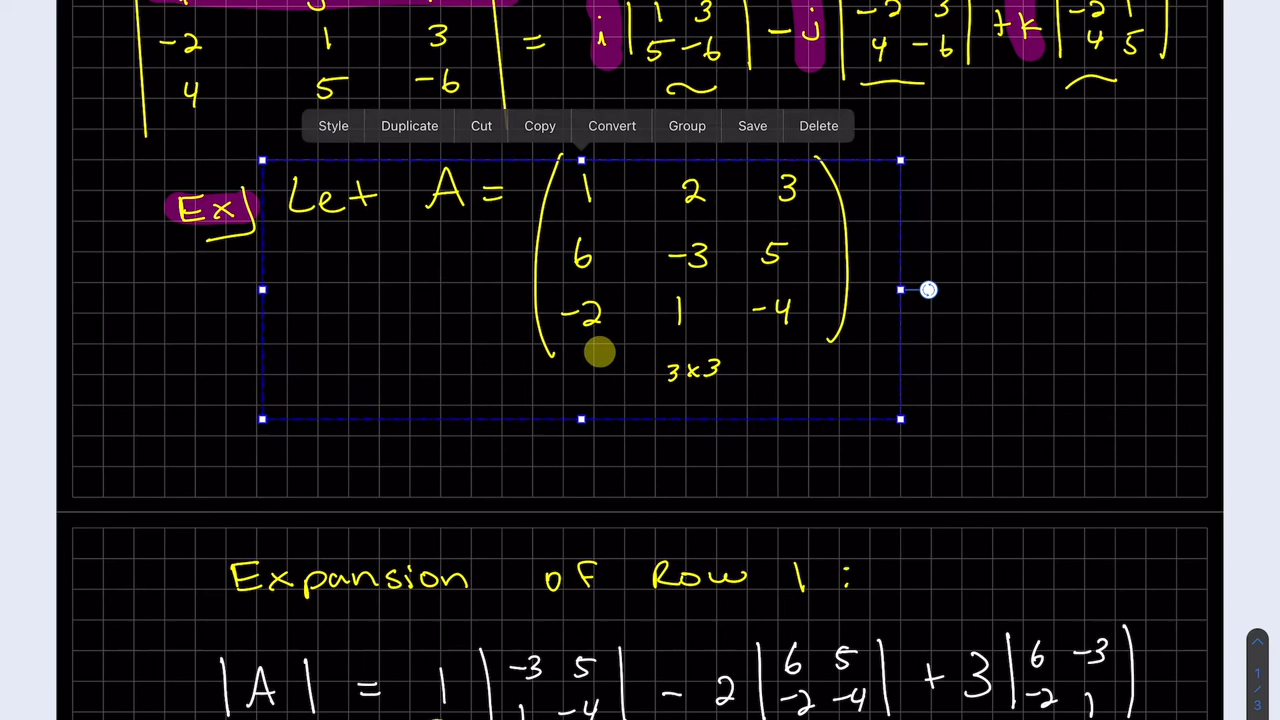 -2 1 3 = i | 1 3 | - j | -2 3 | + k | -2 1 |
4 5 -6 | 5 -6 | | 4 -6 | | 4 5 |
Style Duplicate Cut Copy Convert Group Save Delete
Ex) Let A = ( 1 2 3
6 -3 5
-2 1 -4 )
3x3
Expansion of Row 1 :
|A| = 1 | -3 5 | - 2 | 6 5 | + 3 | 6 -3 |
1 -4 -2 -4 -2 1
1
/
3